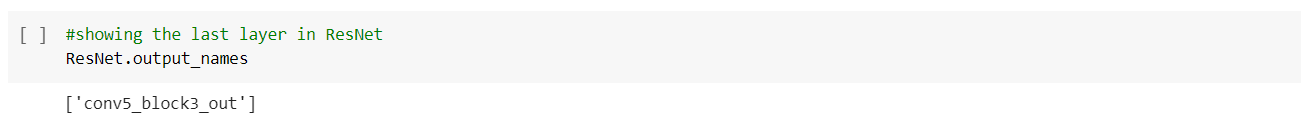 [ ] #showing the last layer in ResNet
ResNet.output_names
['conv5_block3_out']